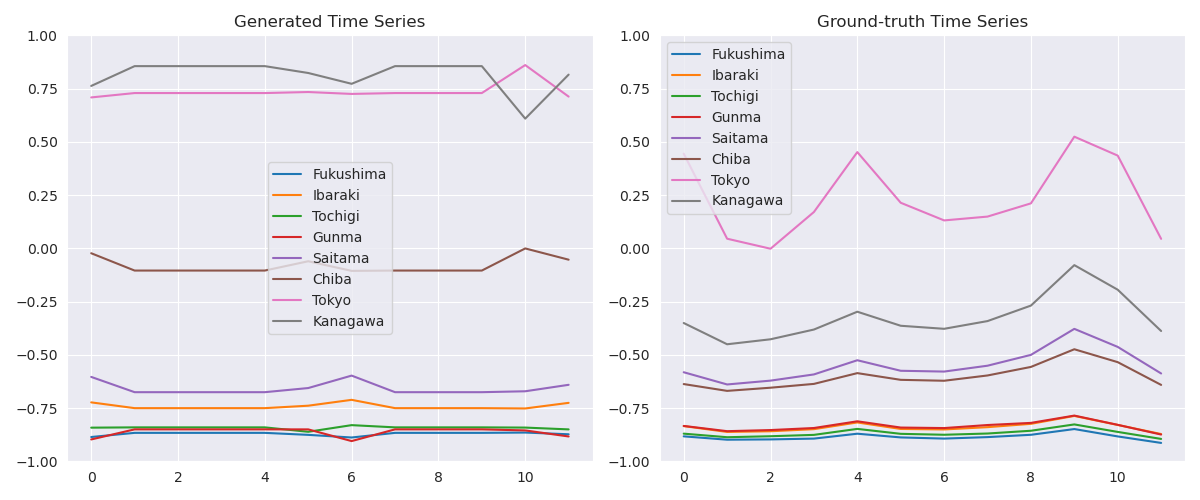 Generated Time Series
1.00
0.75
0.50
0.25
0.00
−0.25
−0.50
−0.75
−1.00
0 2 4 6 8 10
Fukushima
Ibaraki
Tochigi
Gunma
Saitama
Chiba
Tokyo
Kanagawa
Ground-truth Time Series
1.00
0.75
0.50
0.25
0.00
−0.25
−0.50
−0.75
−1.00
0 2 4 6 8 10
Fukushima
Ibaraki
Tochigi
Gunma
Saitama
Chiba
Tokyo
Kanagawa